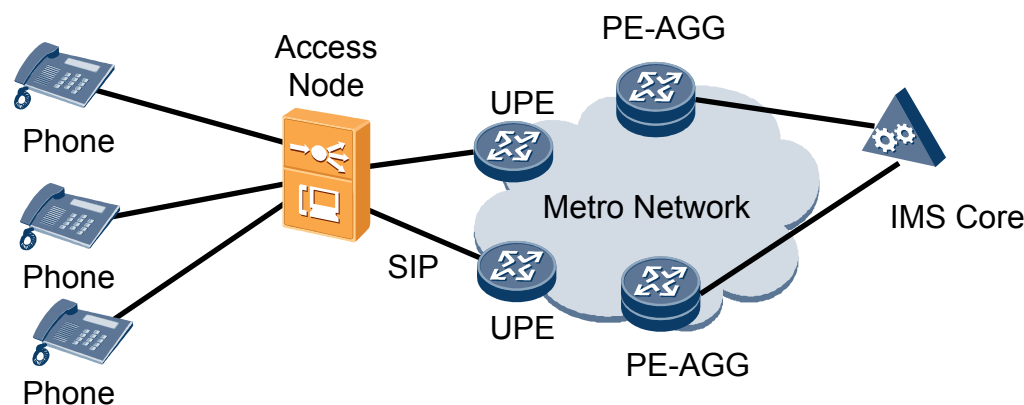 PE-AGG
Access
Node
UPE
Phone
Metro Network
IMS Core
Phone
SIP
UPE
PE-AGG
Phone